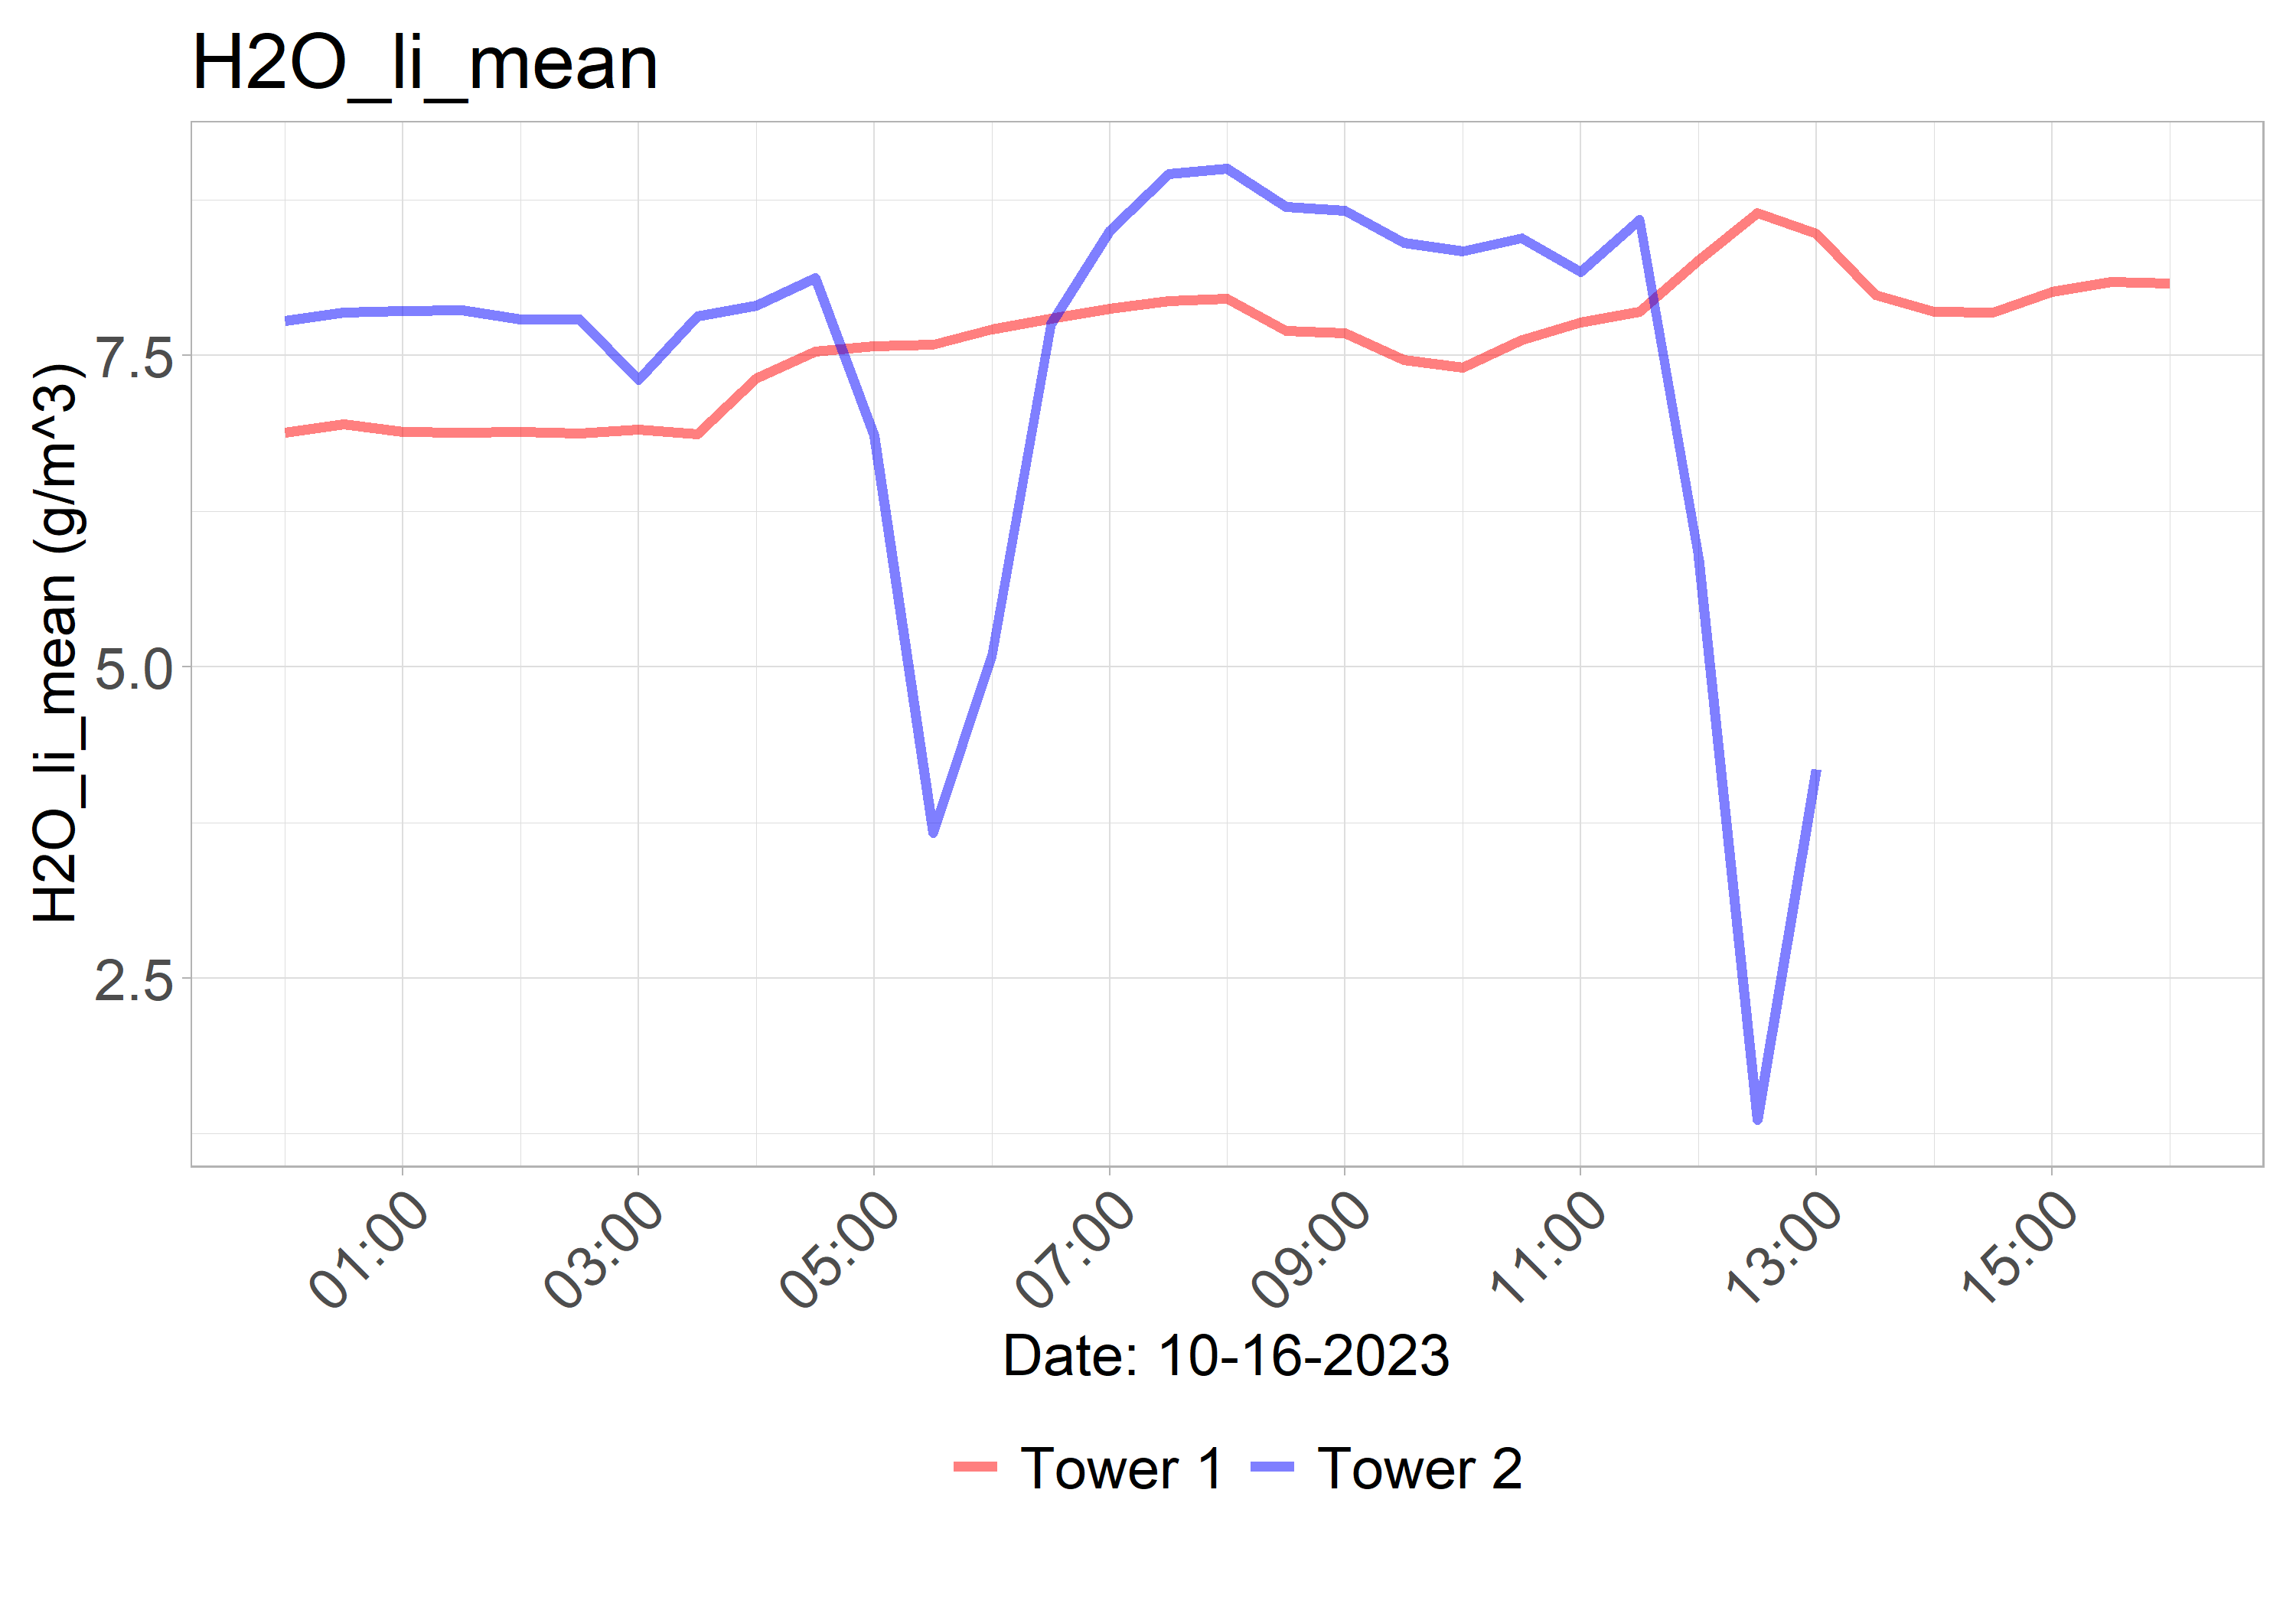 H2O_li_mean
H2O_li_mean (g/m^3)
7.5
5.0
2.5
01:00 03:00 05:00 07:00 09:00 11:00 13:00 15:00
Date: 10-16-2023
Tower 1 Tower 2